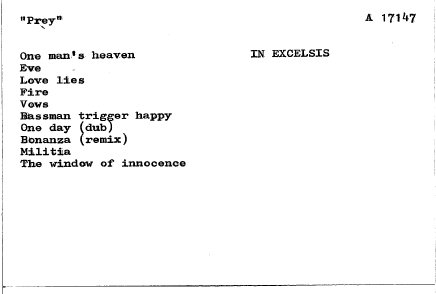 "Prey" A 17147
One man's heaven IN EXCELSIS
Eve
Love lies
Fire
Vows
Bassman trigger happy
One day (dub)
Bonanza (remix)
Militia
The window of innocence